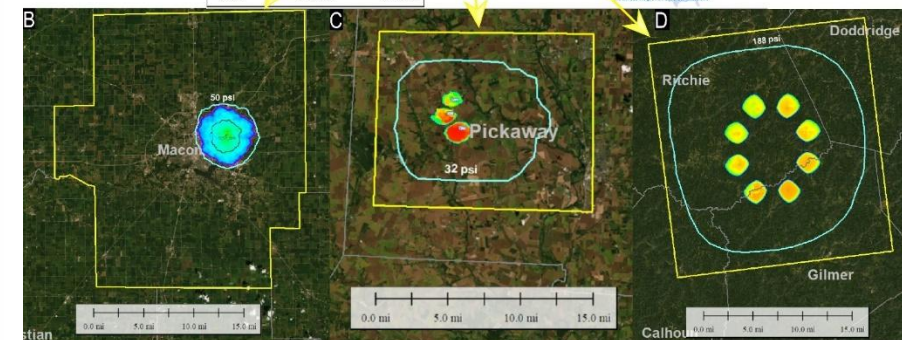 B
50 psi
Macon
0.0 mi 5.0 mi 10.0 mi 15.0 mi
stian
C
Pickaway
32 psi
0.0 mi 5.0 mi 10.0 mi 15.0 mi
D
188 psi
Doddridge
Ritchie
Gilmer
0.0 mi 5.0 mi 10.0 mi 15.0 mi
Calhoun